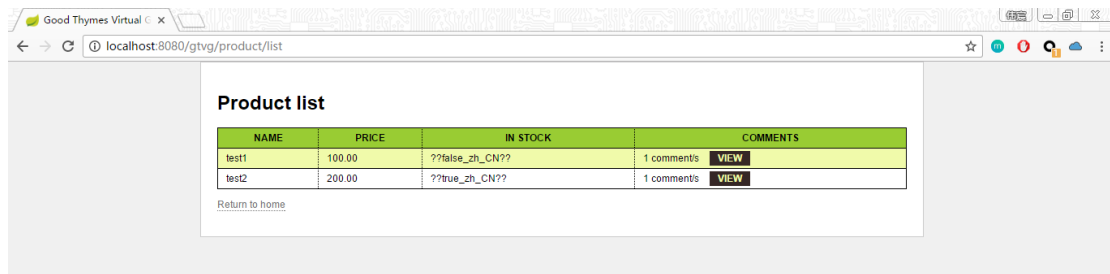 Good Thymes Virtual G
localhost:8080/gtvg/product/list
Product list
NAME PRICE IN STOCK COMMENTS
test1 100.00 ??false_zh_CN?? 1 comment/s VIEW
test2 200.00 ??true_zh_CN?? 1 comment/s VIEW
Return to home